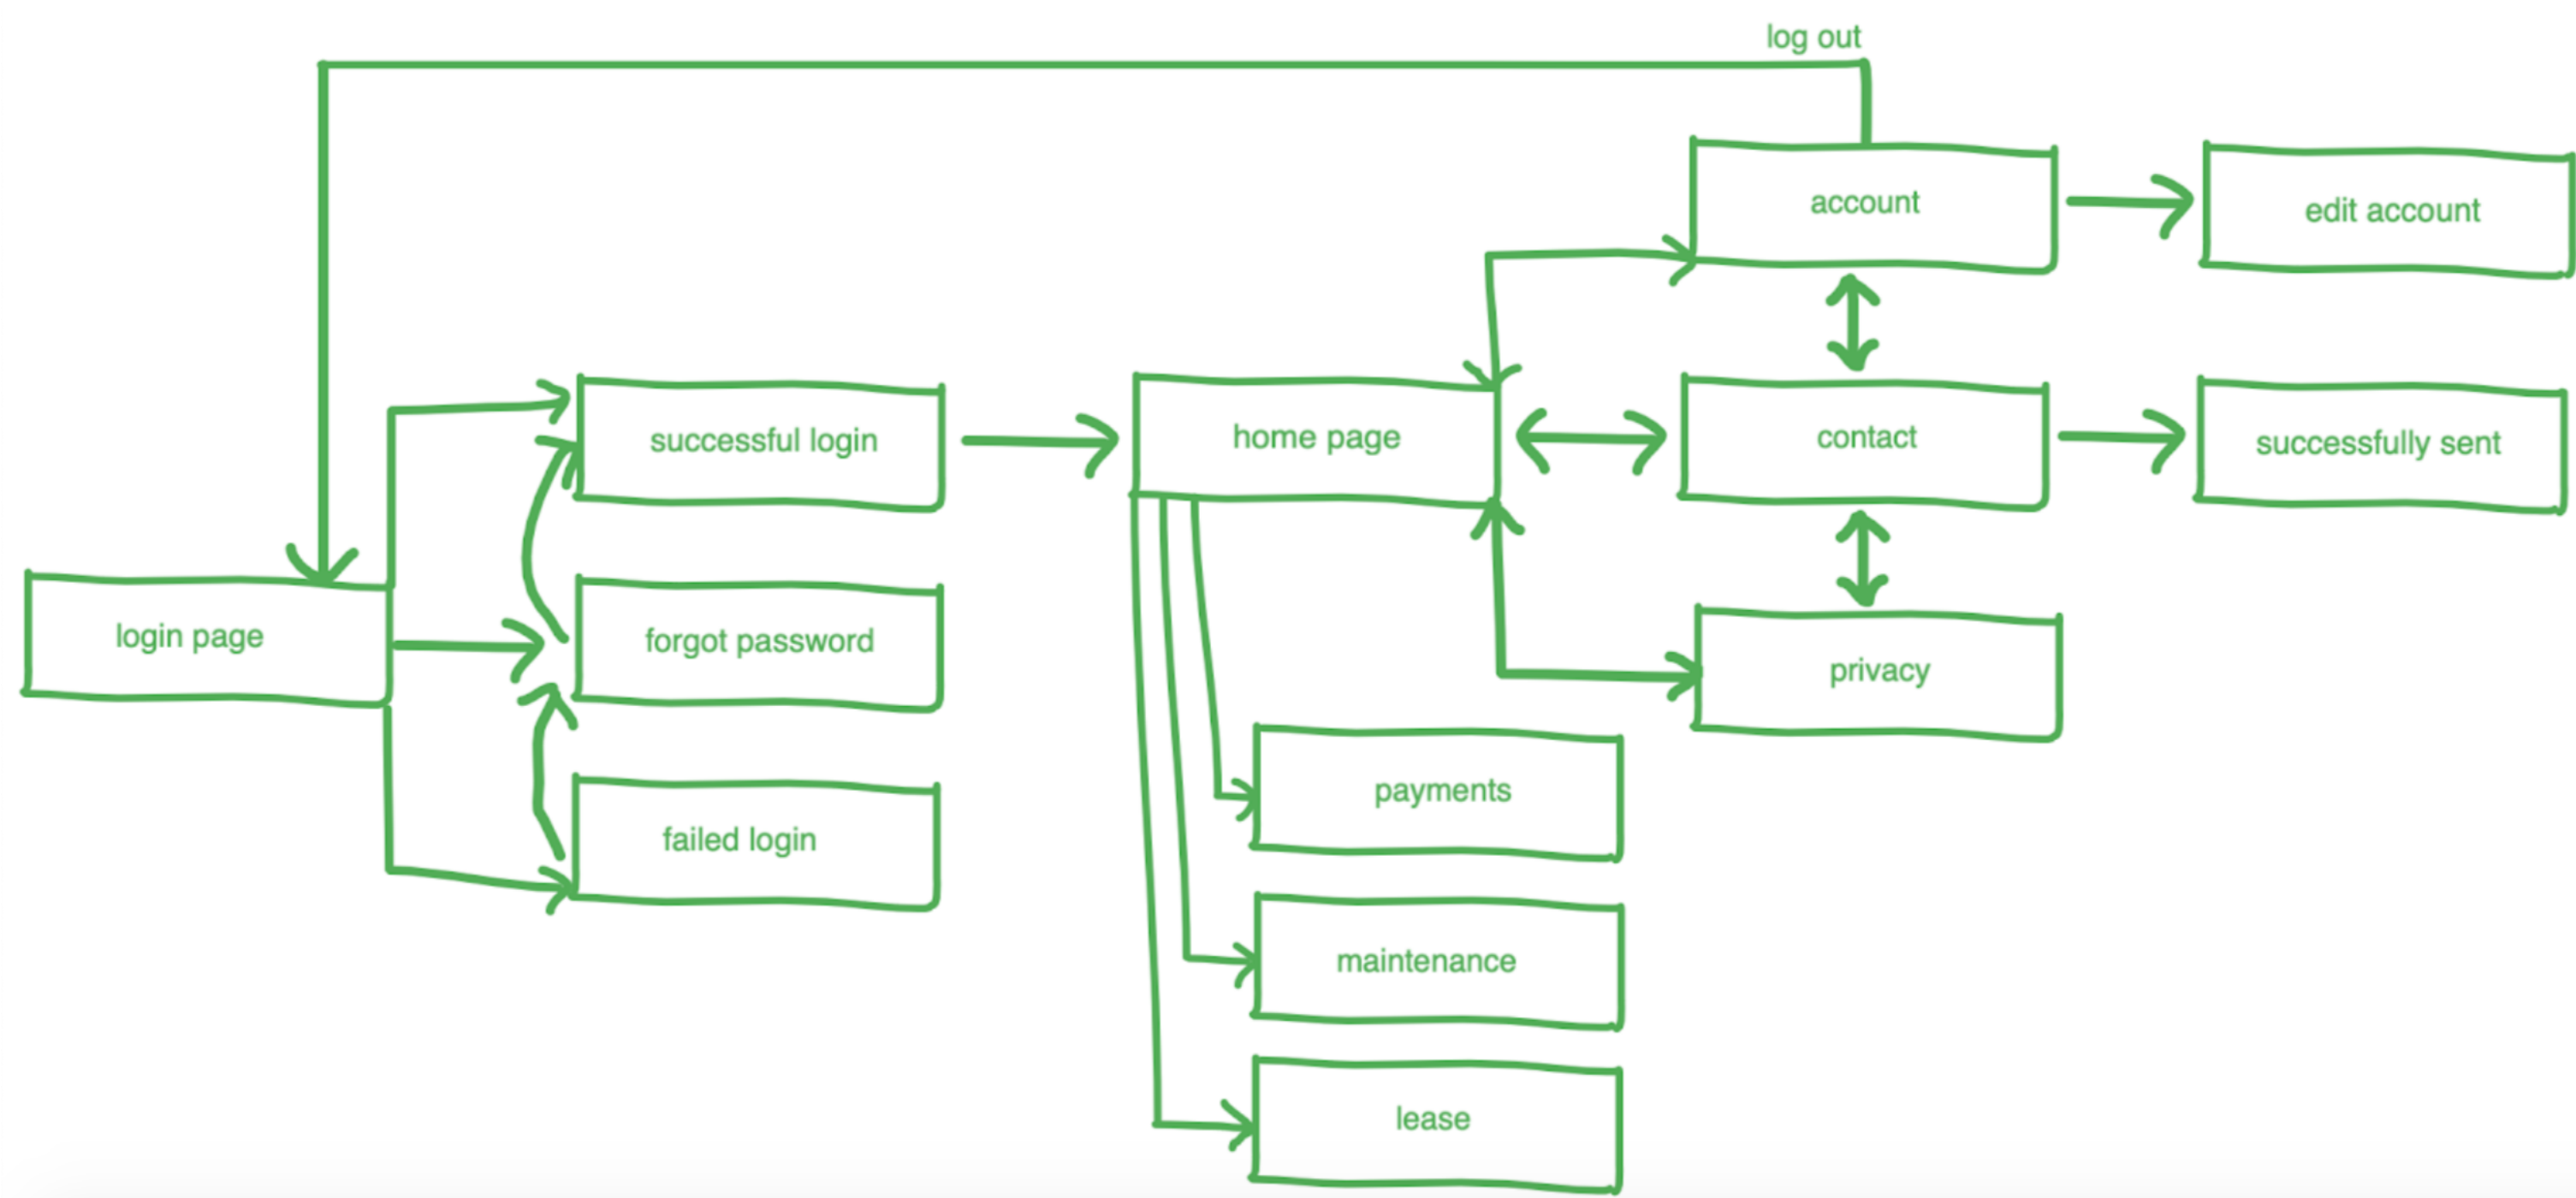 log out
account
edit account
successful login
home page
contact
successfully sent
login page
forgot password
privacy
payments
failed login
maintenance
lease